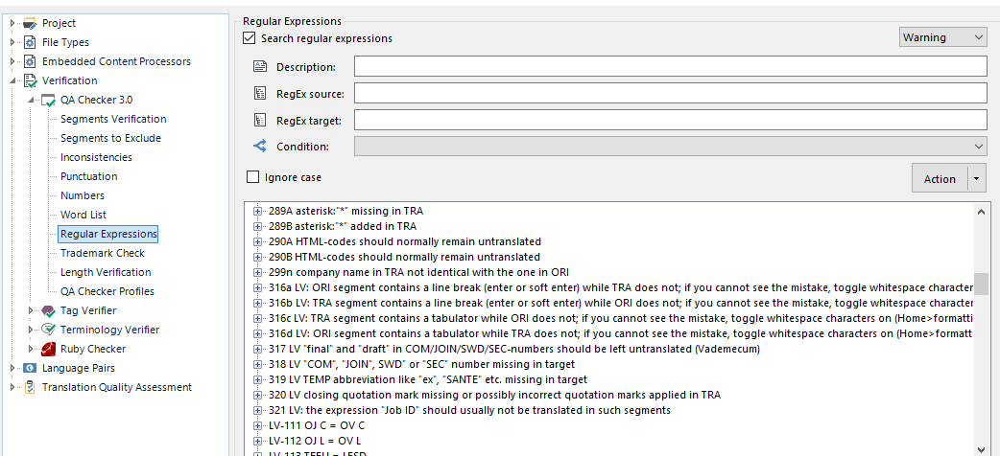 Project
File Types
Embedded Content Processors
Verification
QA Checker 3.0
Segments Verification
Segments to Exclude
Inconsistencies
Punctuation
Numbers
Word List
Regular Expressions
Trademark Check
Length Verification
QA Checker Profiles
Tag Verifier
Terminology Verifier
Ruby Checker
Language Pairs
Translation Quality Assessment
Regular Expressions
Search regular expressions
Warning
Description:
RegEx source:
RegEx target:
Condition:
Ignore case
Action
289A asterisk:"*" missing in TRA
289B asterisk:"*" added in TRA
290A HTML-codes should normally remain untranslated
290B HTML-codes should normally remain untranslated
299n company name in TRA not identical with the one in ORI
316a LV: ORI segment contains a line break (enter or soft enter) while TRA does not; if you cannot see the mistake, toggle whitespace character
316b LV: TRA segment contains a line break (enter or soft enter) while ORI does not; if you cannot see the mistake, toggle whitespace character
316c LV: TRA segment contains a tabulator while ORI does not; if you cannot see the mistake, toggle whitespace characters on (Home>formatti
316d LV: ORI segment contains a tabulator while TRA does not; if you cannot see the mistake, toggle whitespace characters on (Home>formatt
317 LV "final" and "draft" in COM/JOIN/SWD/SEC-numbers should be left untranslated (Vademecum)
318 LV "COM", "JOIN", SWD" or "SEC" number missing in target
319 LV TEMP abbreviation like "ex", "SANTE" etc. missing in target
320 LV closing quotation mark missing or possibly incorrect quotation marks applied in TRA
321 LV: the expression "Job ID" should usually not be translated in such segments
LV-111 OJ C = OV C
LV-112 OJ L = OV L